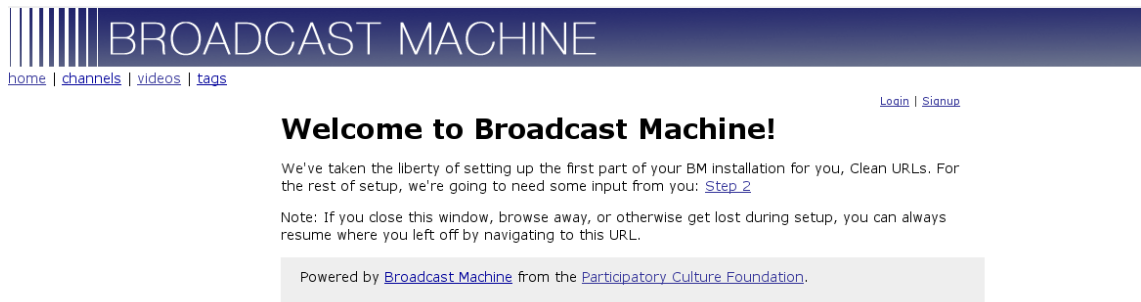 BROADCAST MACHINE
home | channels | videos | tags
Login | Signup
Welcome to Broadcast Machine!
We've taken the liberty of setting up the first part of your BM installation for you, Clean URLs. For
the rest of setup, we're going to need some input from you: Step 2
Note: If you close this window, browse away, or otherwise get lost during setup, you can always
resume where you left off by navigating to this URL.
Powered by Broadcast Machine from the Participatory Culture Foundation.